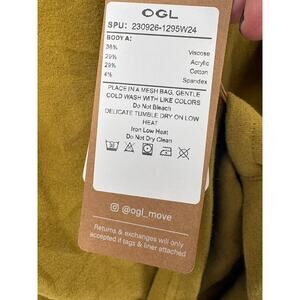 OGL
SPU: 230926-1295W24
BODY A:
38% Viscose
29% Acrylic
29% Cotton
4% Spandex
PLACE IN A MESH BAG, GENTLE
COLD WASH WITH LIKE COLORS
Do Not Bleach
DELICATE TUMBLE DRY ON LOW
HEAT
Iron Low Heat
Do Not Dry Clean
@ogl_move
Returns & exchanges will only
accepted if tags & liner attached